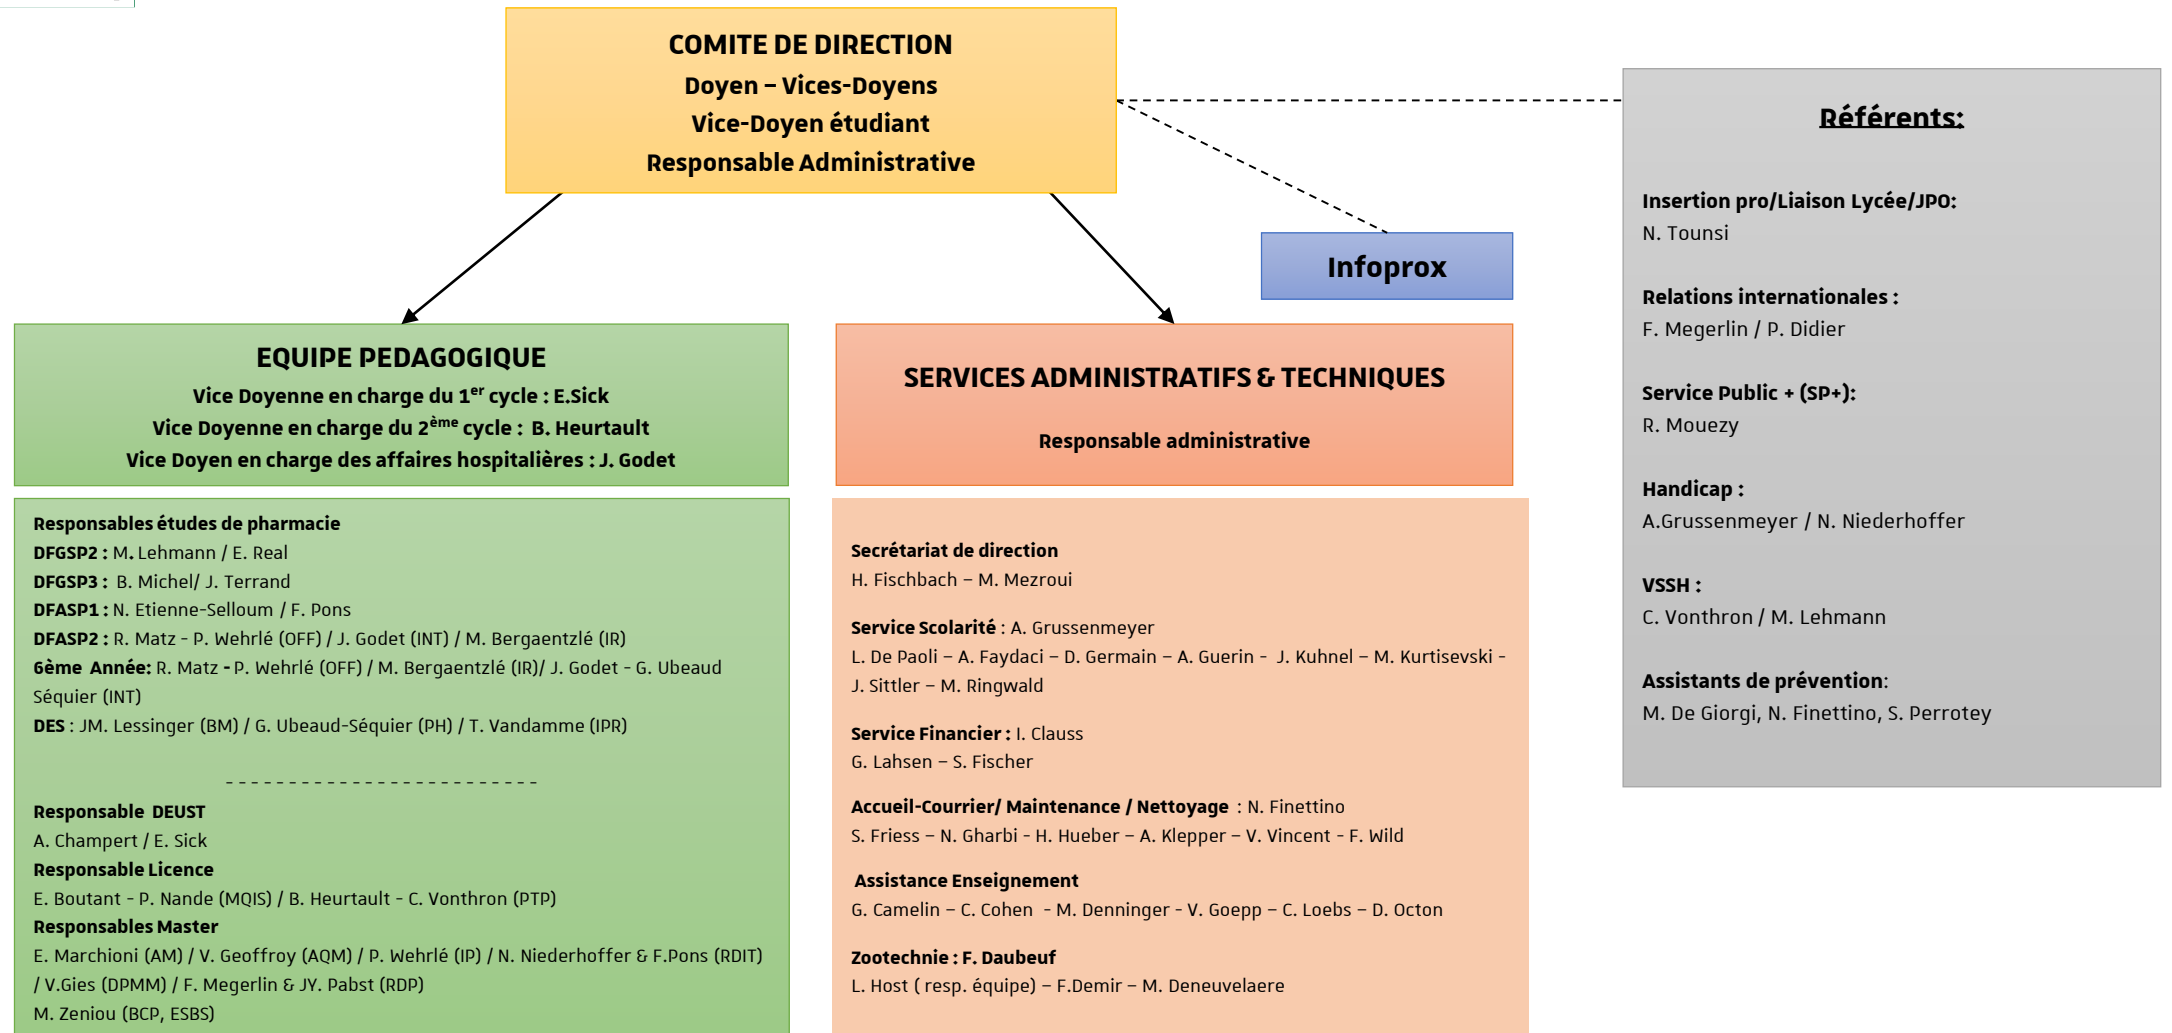 COMITE DE DIRECTION
Doyen – Vices-Doyens
Vice-Doyen étudiant
Responsable Administrative
Infoprox
EQUIPE PEDAGOGIQUE
Vice Doyenne en charge du 1er cycle : E.Sick
Vice Doyenne en charge du 2ème cycle : B. Heurtault
Vice Doyen en charge des affaires hospitalières : J. Godet
Responsables études de pharmacie
DFGSP2 : M. Lehmann / E. Real
DFGSP3 : B. Michel/ J. Terrand
DFASP1 : N. Etienne-Selloum / F. Pons
DFASP2 : R. Matz - P. Wehrlé (OFF) / J. Godet (INT) / M. Bergaentzlé (IR)
6ème Année: R. Matz - P. Wehrlé (OFF) / M. Bergaentzlé (IR)/ J. Godet - G. Ubeaud
Séquier (INT)
DES : JM. Lessinger (BM) / G. Ubeaud-Séquier (PH) / T. Vandamme (IPR)
- - - - - - - - - - - - - - - - - - - - - - - - -
Responsable DEUST
A. Champert / E. Sick
Responsable Licence
E. Boutant - P. Nande (MQIS) / B. Heurtault - C. Vonthron (PTP)
Responsables Master
E. Marchioni (AM) / V. Geoffroy (AQM) / P. Wehrlé (IP) / N. Niederhoffer & F.Pons (RDIT)
/ V.Gies (DPMM) / F. Megerlin & JY. Pabst (RDP)
M. Zeniou (BCP, ESBS)
SERVICES ADMINISTRATIFS & TECHNIQUES
Responsable administrative
Secrétariat de direction
H. Fischbach – M. Mezroui
Service Scolarité : A. Grussenmeyer
L. De Paoli – A. Faydaci – D. Germain – A. Guerin - J. Kuhnel – M. Kurtisevski -
J. Sittler – M. Ringwald
Service Financier : I. Clauss
G. Lahsen – S. Fischer
Accueil-Courrier/ Maintenance / Nettoyage : N. Finettino
S. Friess – N. Gharbi - H. Hueber – A. Klepper – V. Vincent - F. Wild
Assistance Enseignement
G. Camelin – C. Cohen - M. Denninger - V. Goepp – C. Loebs – D. Octon
Zootechnie : F. Daubeuf
L. Host ( resp. équipe) – F.Demir – M. Deneuvelaere
Référents:
Insertion pro/Liaison Lycée/JPO:
N. Tounsi
Relations internationales :
F. Megerlin / P. Didier
Service Public + (SP+):
R. Mouezy
Handicap :
A.Grussenmeyer / N. Niederhoffer
VSSH :
C. Vonthron / M. Lehmann
Assistants de prévention:
M. De Giorgi, N. Finettino, S. Perrotey